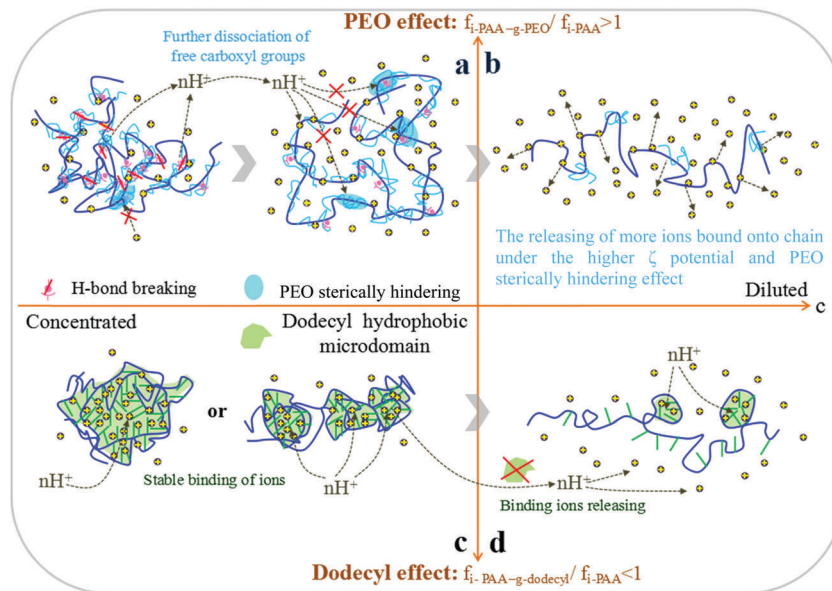 PEO effect: fi-PAA-g-PEO/ fi-PAA>1
Further dissociation of
free carboxyl groups
nH+
nH+
a
b
The releasing of more ions bound onto chain
under the higher ζ potential and PEO
sterically hindering effect
H-bond breaking
PEO sterically hindering
Diluted
c
Concentrated
Dodecyl hydrophobic
microdomain
nH+
or
nH+
Stable binding of ions
nH+
nH+
Binding ions releasing
c
d
Dodecyl effect: fi- PAA-g-dodecyl/ fi-PAA<1